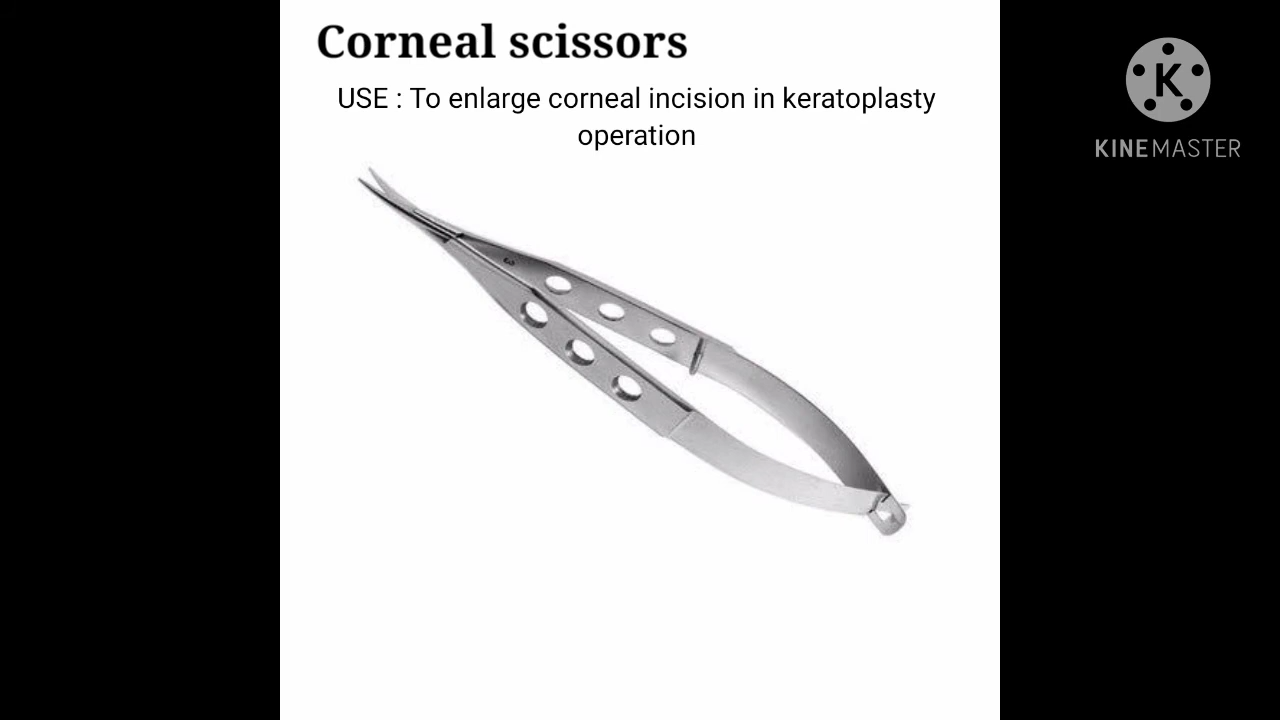 Corneal scissors
USE : To enlarge corneal incision in keratoplasty
operation
K
KINEMASTER